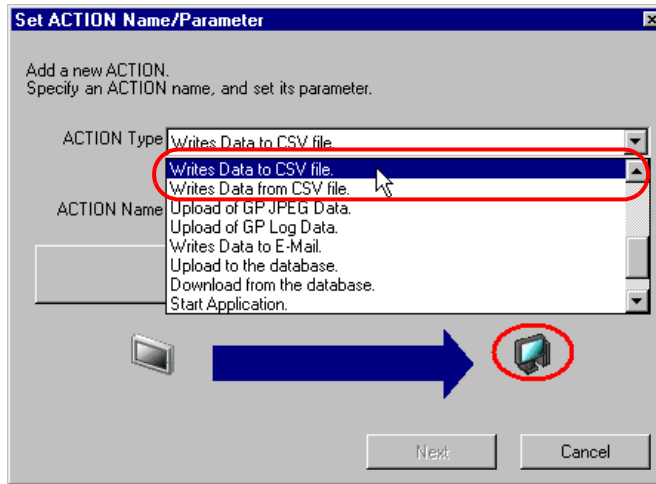 Set ACTION Name/Parameter
Add a new ACTION.
Specify an ACTION name, and set its parameter.
ACTION Type
Writes Data to CSV file.
Writes Data to CSV file.
Writes Data from CSV file.
ACTION Name
Upload of GP JPEG Data.
Upload of GP Log Data.
Writes Data to E-Mail.
Upload to the database.
Download from the database.
Start Application.
Next
Cancel